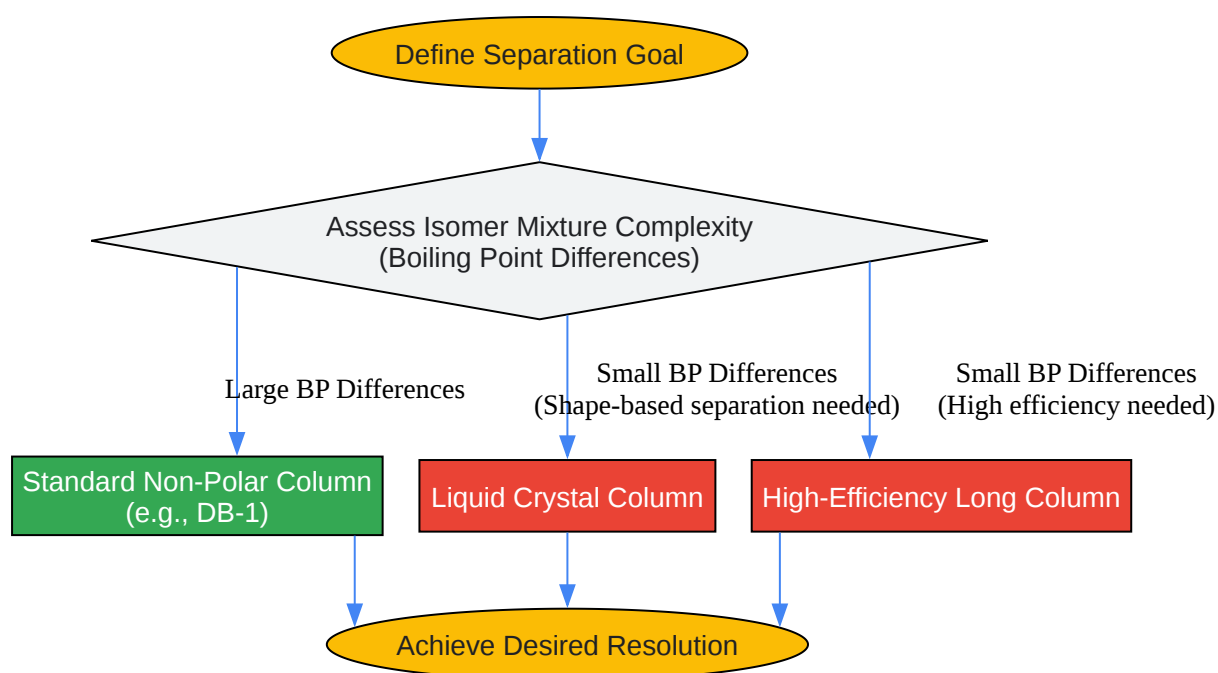 Define Separation Goal
Assess Isomer Mixture Complexity
(Boiling Point Differences)
Large BP Differences
Small BP Differences
(Shape-based separation needed)
Small BP Differences
(High efficiency needed)
Standard Non-Polar Column
(e.g., DB-1)
Liquid Crystal Column
High-Efficiency Long Column
Achieve Desired Resolution